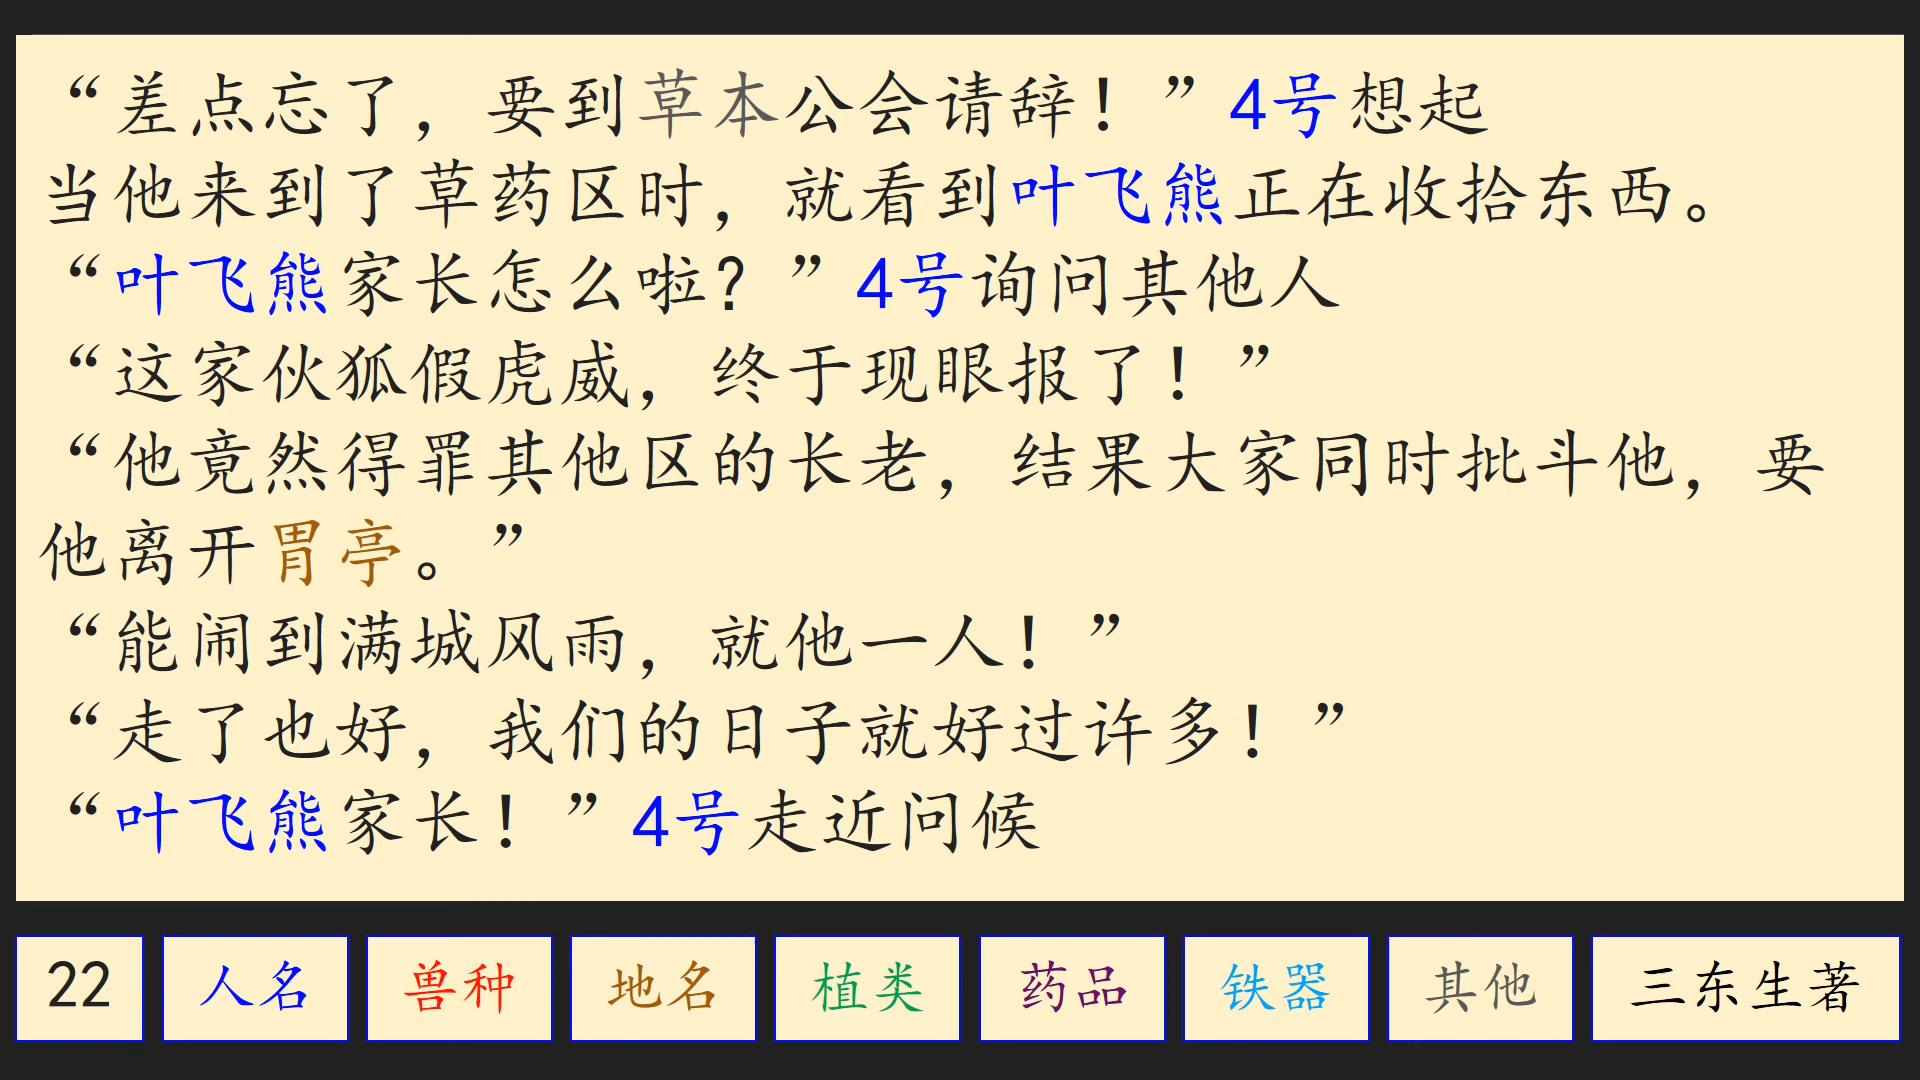 “差点忘了，要到草本公会请辞！”4号想起
当他来到了草药区时，就看到叶飞熊正在收拾东西。
“叶飞熊家长怎么啦？”4号询问其他人
“这家伙狐假虎威，终于现眼报了！”
“他竟然得罪其他区的长老，结果大家同时批斗他，要
他离开胃亭。”
“能闹到满城风雨，就他一人！”
“走了也好，我们的日子就好过许多！”
“叶飞熊家长！”4号走近问候
22 人名 兽种 地名 植类 药品 铁器 其他 三东生著